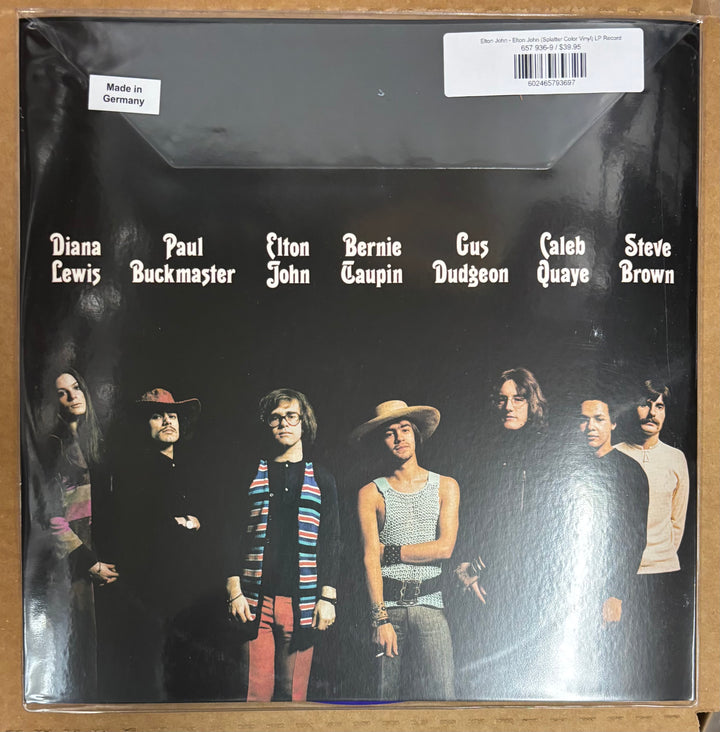 Elton John - Elton John (Splatter Color Vinyl) LP Record
657 936-9 / $39.95
602465793697
Made in
Germany
Diana
Lewis
Paul
Buckmaster
Elton
John
Bernie
Taupin
Gus
Dudgeon
Caleb
Quaye
Steve
Brown